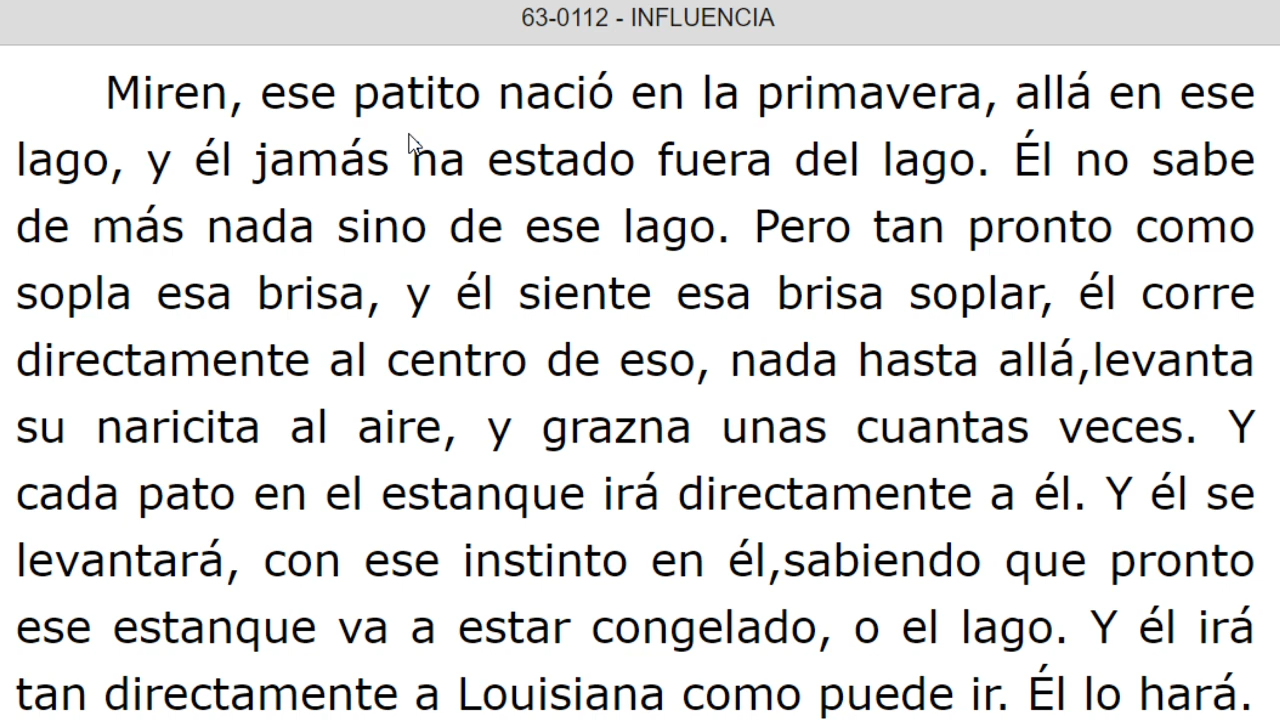 63-0112 - INFLUENCIA
Miren, ese patito nació en la primavera, allá en ese
lago, y él jamás ha estado fuera del lago. Él no sabe
de más nada sino de ese lago. Pero tan pronto como
sopla esa brisa, y él siente esa brisa soplar, él corre
directamente al centro de eso, nada hasta allá,levanta
su naricita al aire, y grazna unas cuantas veces. Y
cada pato en el estanque irá directamente a él. Y él se
levantará, con ese instinto en él,sabiendo que pronto
ese estanque va a estar congelado, o el lago. Y él irá
tan directamente a Louisiana como puede ir. Él lo hará.